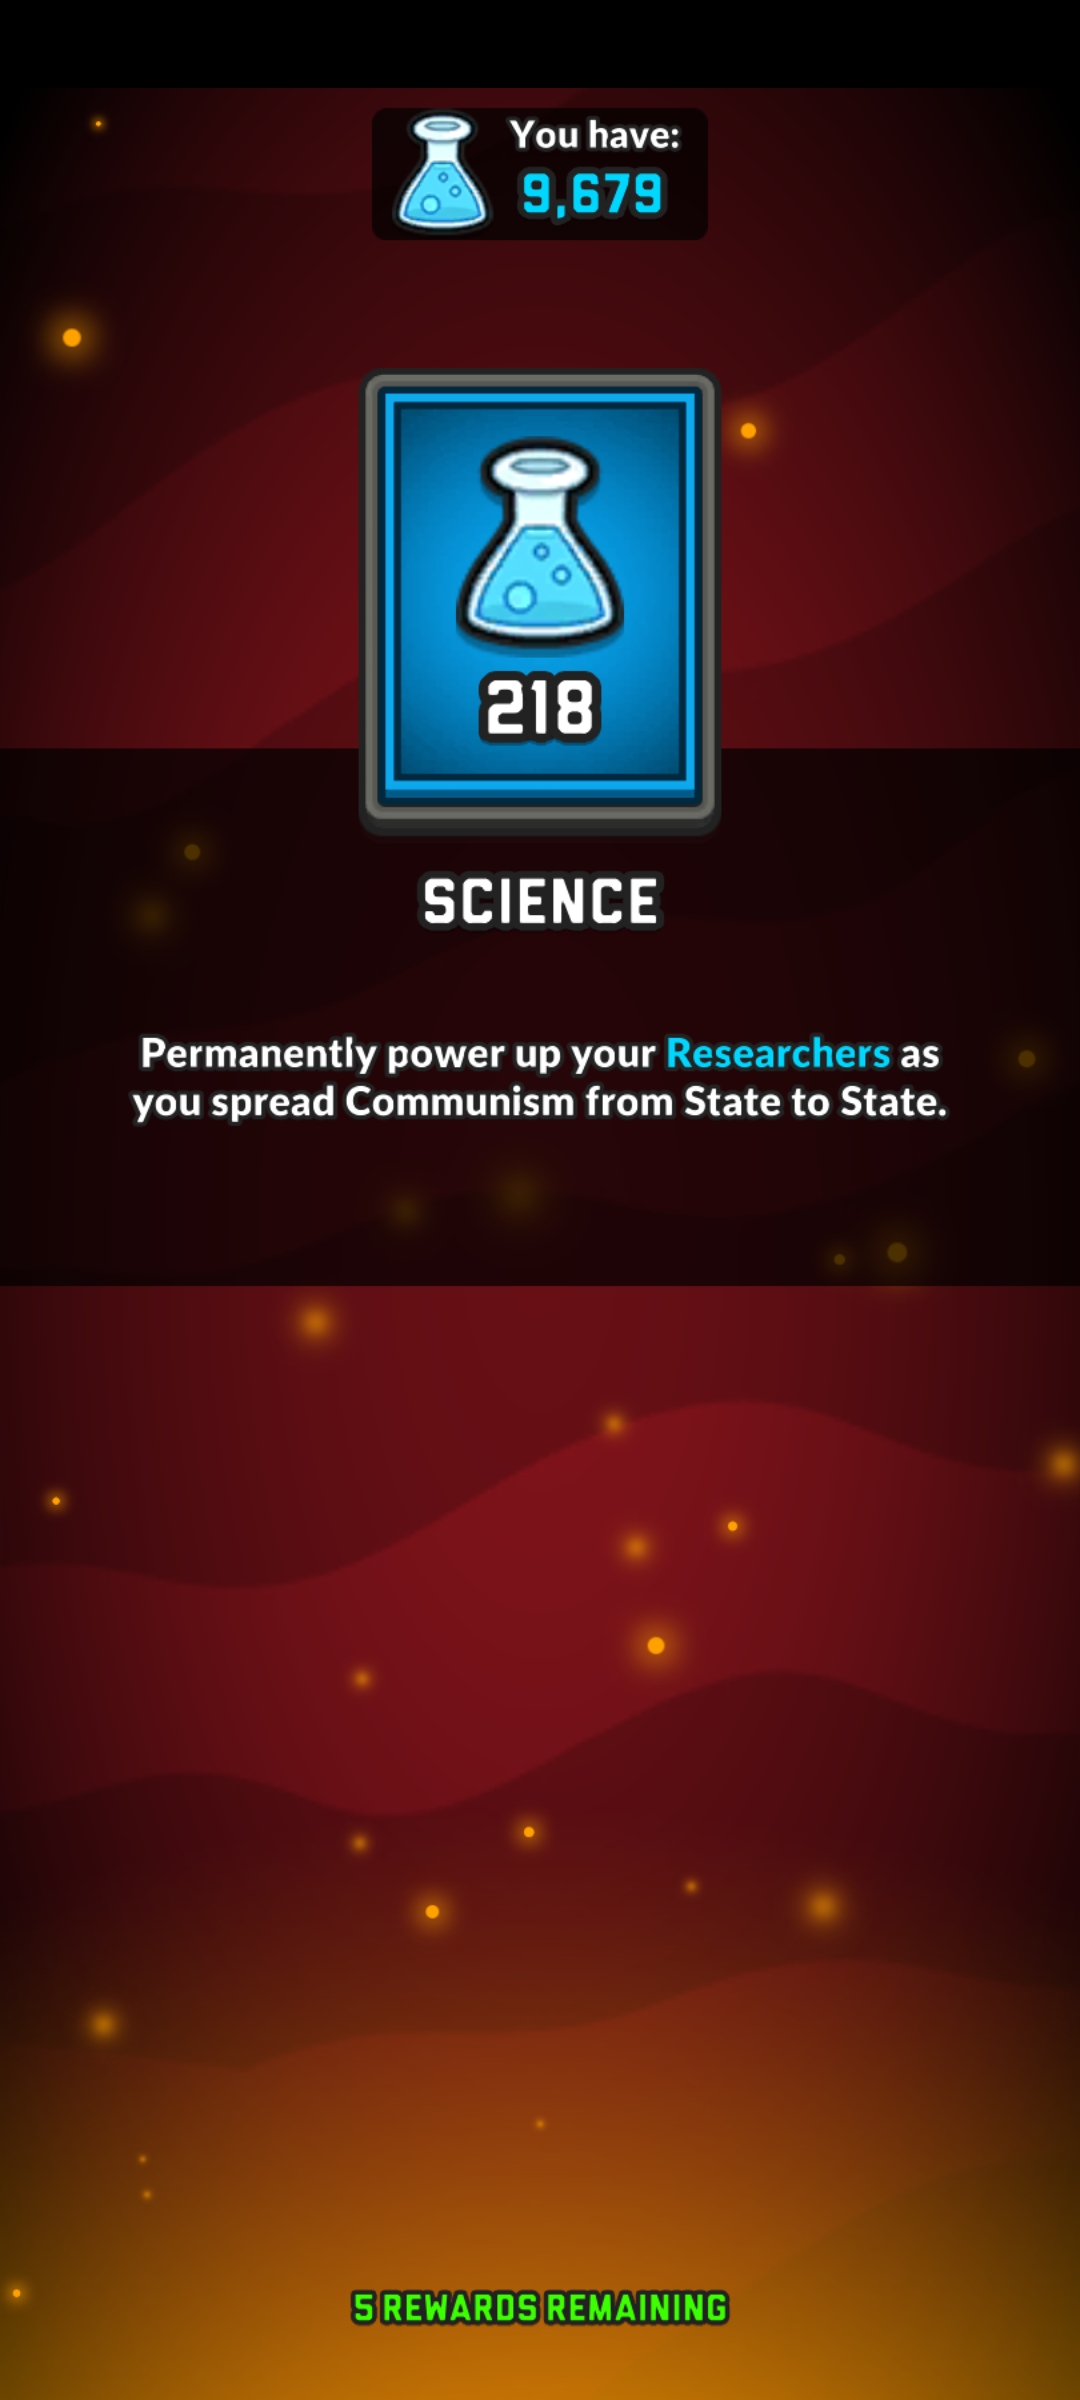 You have:
9,679
218
SCIENCE
Permanently power up your Researchers as
you spread Communism from State to State.
5 REWARDS REMAINING